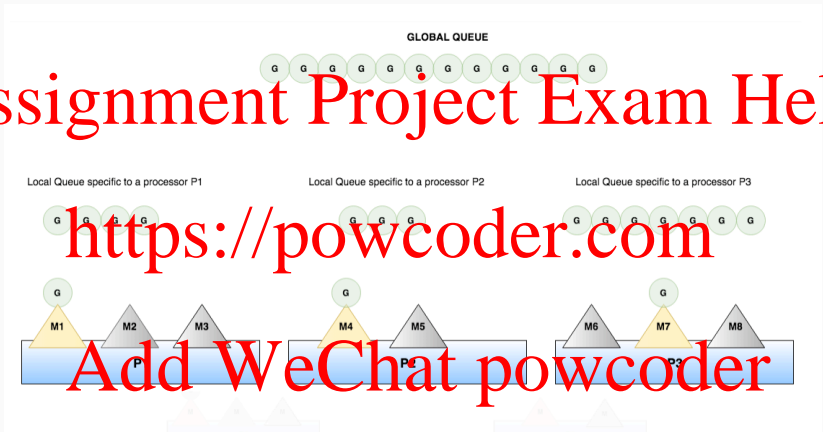 GLOBAL QUEUE
G G G G G G G G G G G G
ssignment Project Exam Hel
Local Queue specific to a processor P1 Local Queue specific to a processor P2 Local Queue specific to a processor P3
G G G G G G G G G G G G G G
https://powcoder.com
G G G
M1 M2 M3 M4 M5 M6 M7 M8
P1 P2 P3
Add WeChat powcoder